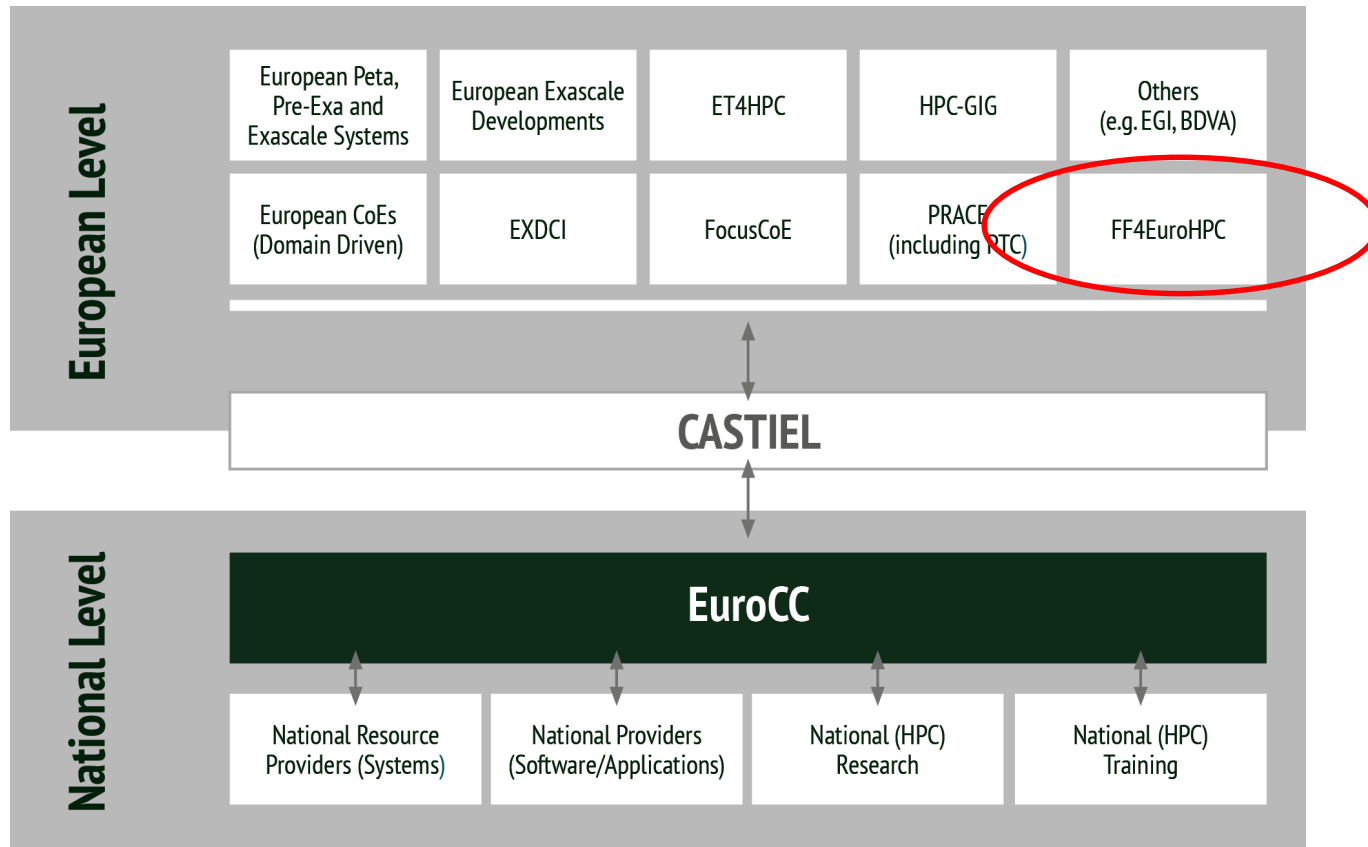 European Level
European Peta,
Pre-Exa and
Exascale Systems
European Exascale
Developments
ET4HPC
HPC-GIG
Others
(e.g. EGI, BDVA)
European CoEs
(Domain Driven)
EXDCI
FocusCoE
PRACE
(including PTC)
FF4EuroHPC
CASTIEL
National Level
EuroCC
National Resource
Providers (Systems)
National Providers
(Software/Applications)
National (HPC)
Research
National (HPC)
Training